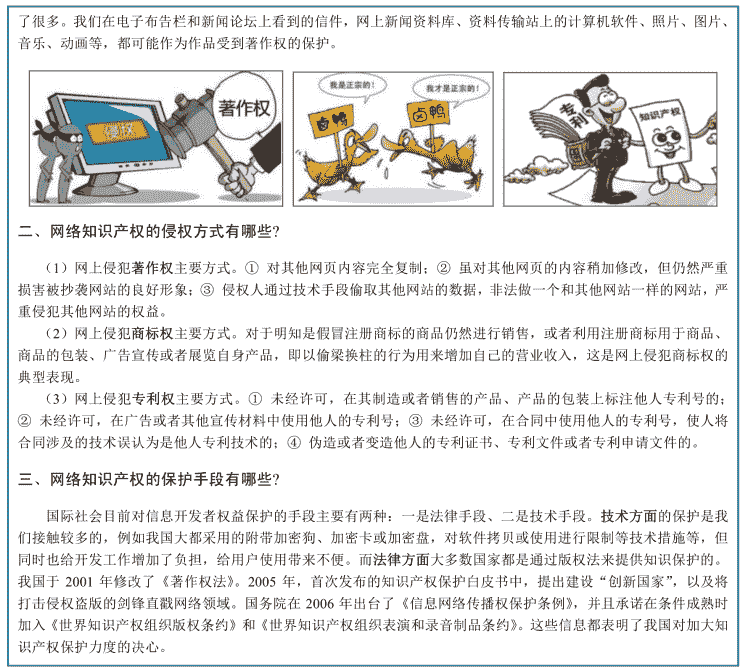 了很多。我们在电子布告栏和新闻论坛上看到的信件，网上新闻资料库、资料传输站上的计算机软件、照片、图片、
音乐、动画等，都可能作为作品受到著作权的保护。
侵权
著作权
我是正宗的！
卤鸭
我才是正宗的！
卤鸭
专利
知识产权
二、网络知识产权的侵权方式有哪些?
（1）网上侵犯著作权主要方式。① 对其他网页内容完全复制；② 虽对其他网页的内容稍加修改，但仍然严重
损害被抄袭网站的良好形象；③ 侵权人通过技术手段偷取其他网站的数据，非法做一个和其他网站一样的网站，严
重侵犯其他网站的权益。
（2）网上侵犯商标权主要方式。对于明知是假冒注册商标的商品仍然进行销售，或者利用注册商标用于商品、
商品的包装、广告宣传或者展览自身产品，即以偷梁换柱的行为用来增加自己的营业收入，这是网上侵犯商标权的
典型表现。
（3）网上侵犯专利权主要方式。① 未经许可，在其制造或者销售的产品、产品的包装上标注他人专利号的；
② 未经许可，在广告或者其他宣传材料中使用他人的专利号；③ 未经许可，在合同中使用他人的专利号，使人将
合同涉及的技术误认为是他人专利技术的；④ 伪造或者变造他人的专利证书、专利文件或者专利申请文件的。
三、网络知识产权的保护手段有哪些?
国际社会目前对信息开发者权益保护的手段主要有两种：一是法律手段、二是技术手段。技术方面的保护是我
们接触较多的，例如我国大都采用的附带加密狗、加密卡或加密盘，对软件拷贝或使用进行限制等技术措施等，但
同时也给开发工作增加了负担，给用户使用带来不便。而法律方面大多数国家都是通过版权法来提供知识保护的。
我国于 2001 年修改了《著作权法》。2005 年，首次发布的知识产权保护白皮书中，提出建设“创新国家”，以及将
打击侵权盗版的剑锋直戳网络领域。国务院在 2006 年出台了《信息网络传播权保护条例》，并且承诺在条件成熟时
加入《世界知识产权组织版权条约》和《世界知识产权组织表演和录音制品条约》。这些信息都表明了我国对加大知
识产权保护力度的决心。